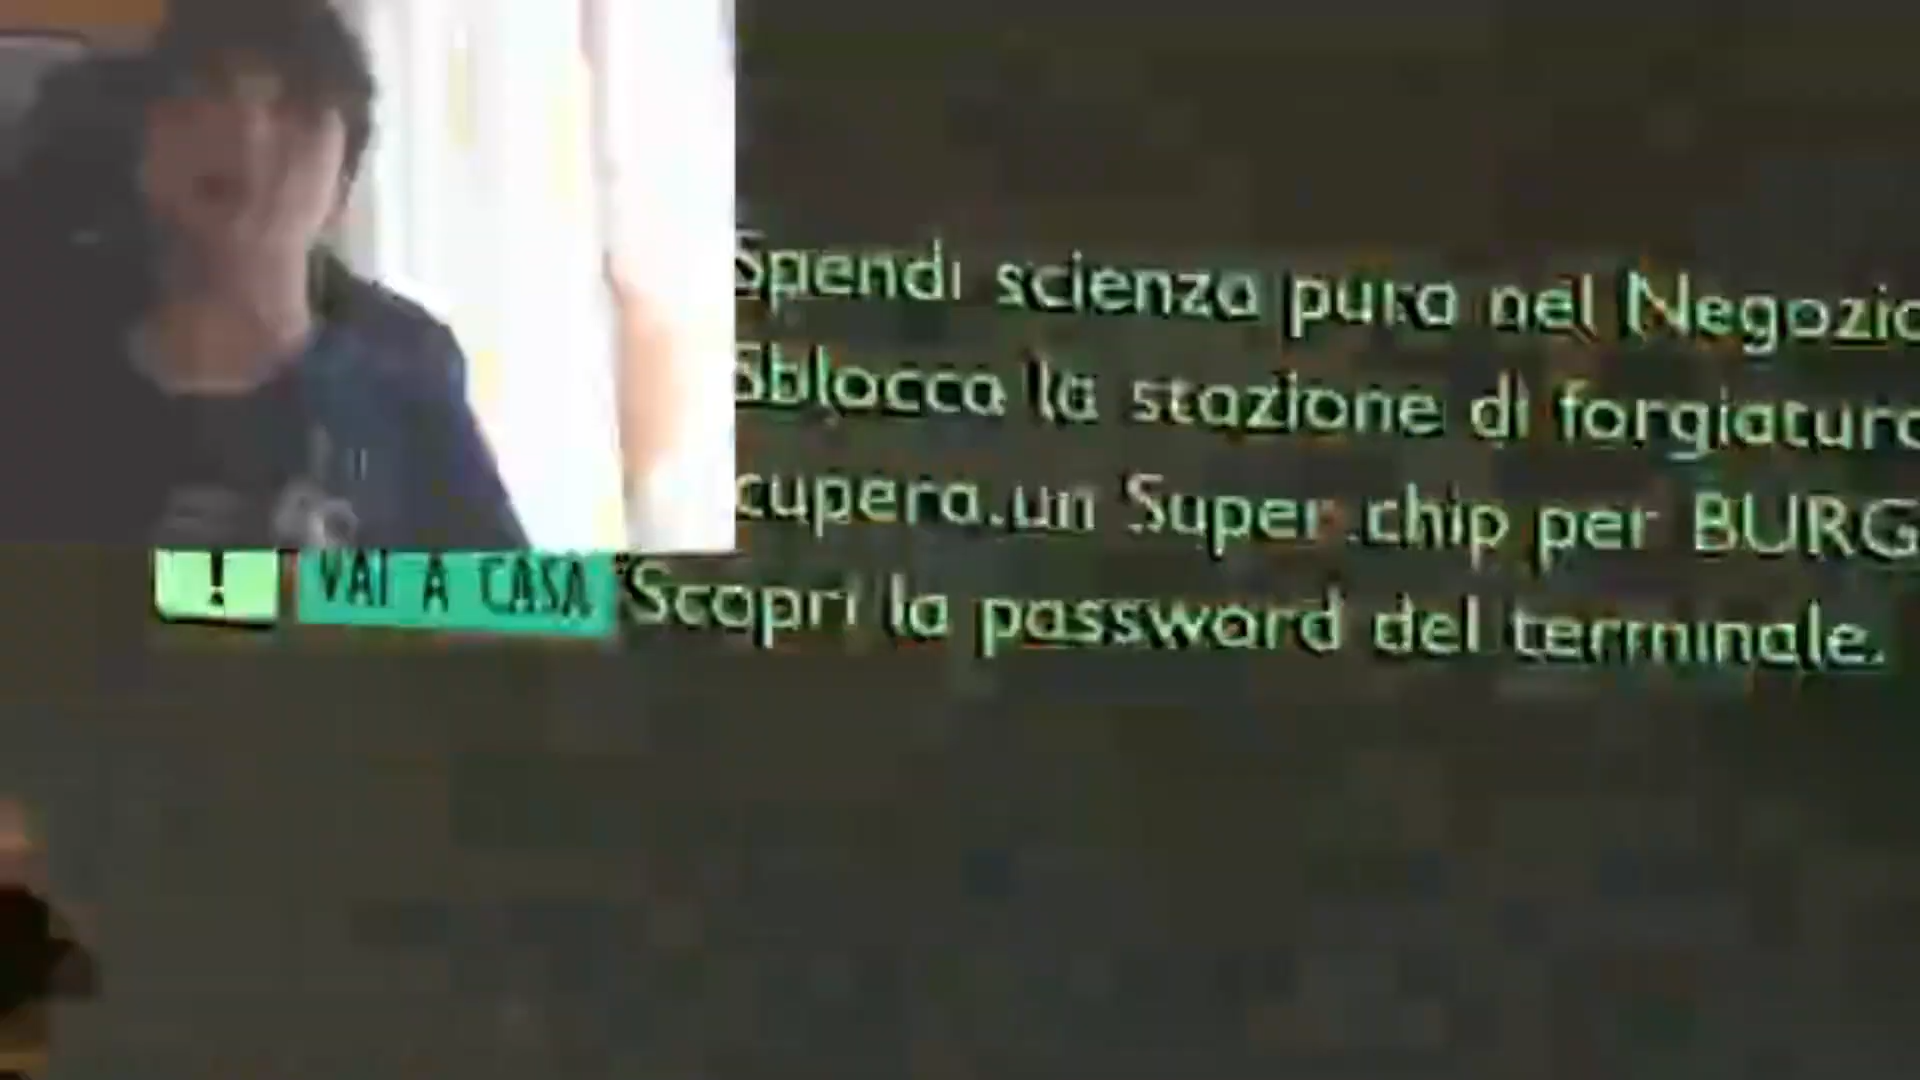 Spendi scienza pura nel Negozio
Sblocca la stazione di forgiatura
cupera un Super chip per BURG
! VAI A CASA Scopri la password del terminale.